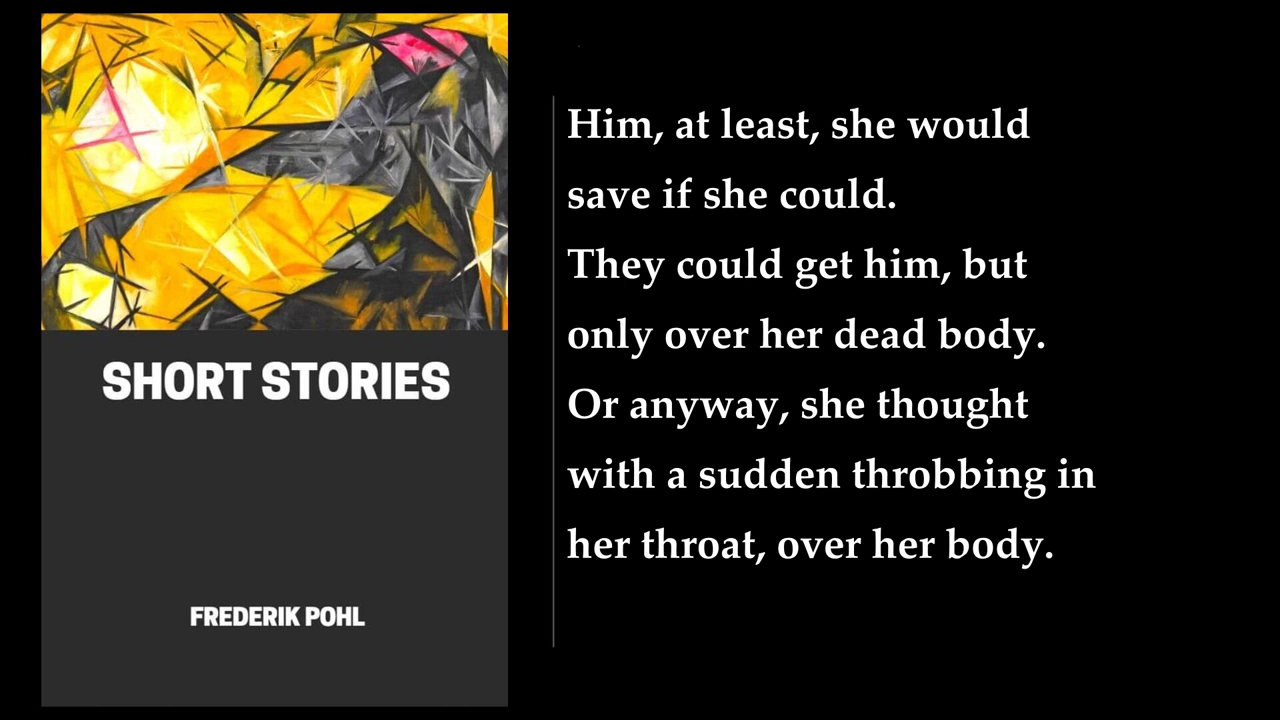 SHORT STORIES
FREDERIK POHL
Him, at least, she would
save if she could.
They could get him, but
only over her dead body.
Or anyway, she thought
with a sudden throbbing in
her throat, over her body.